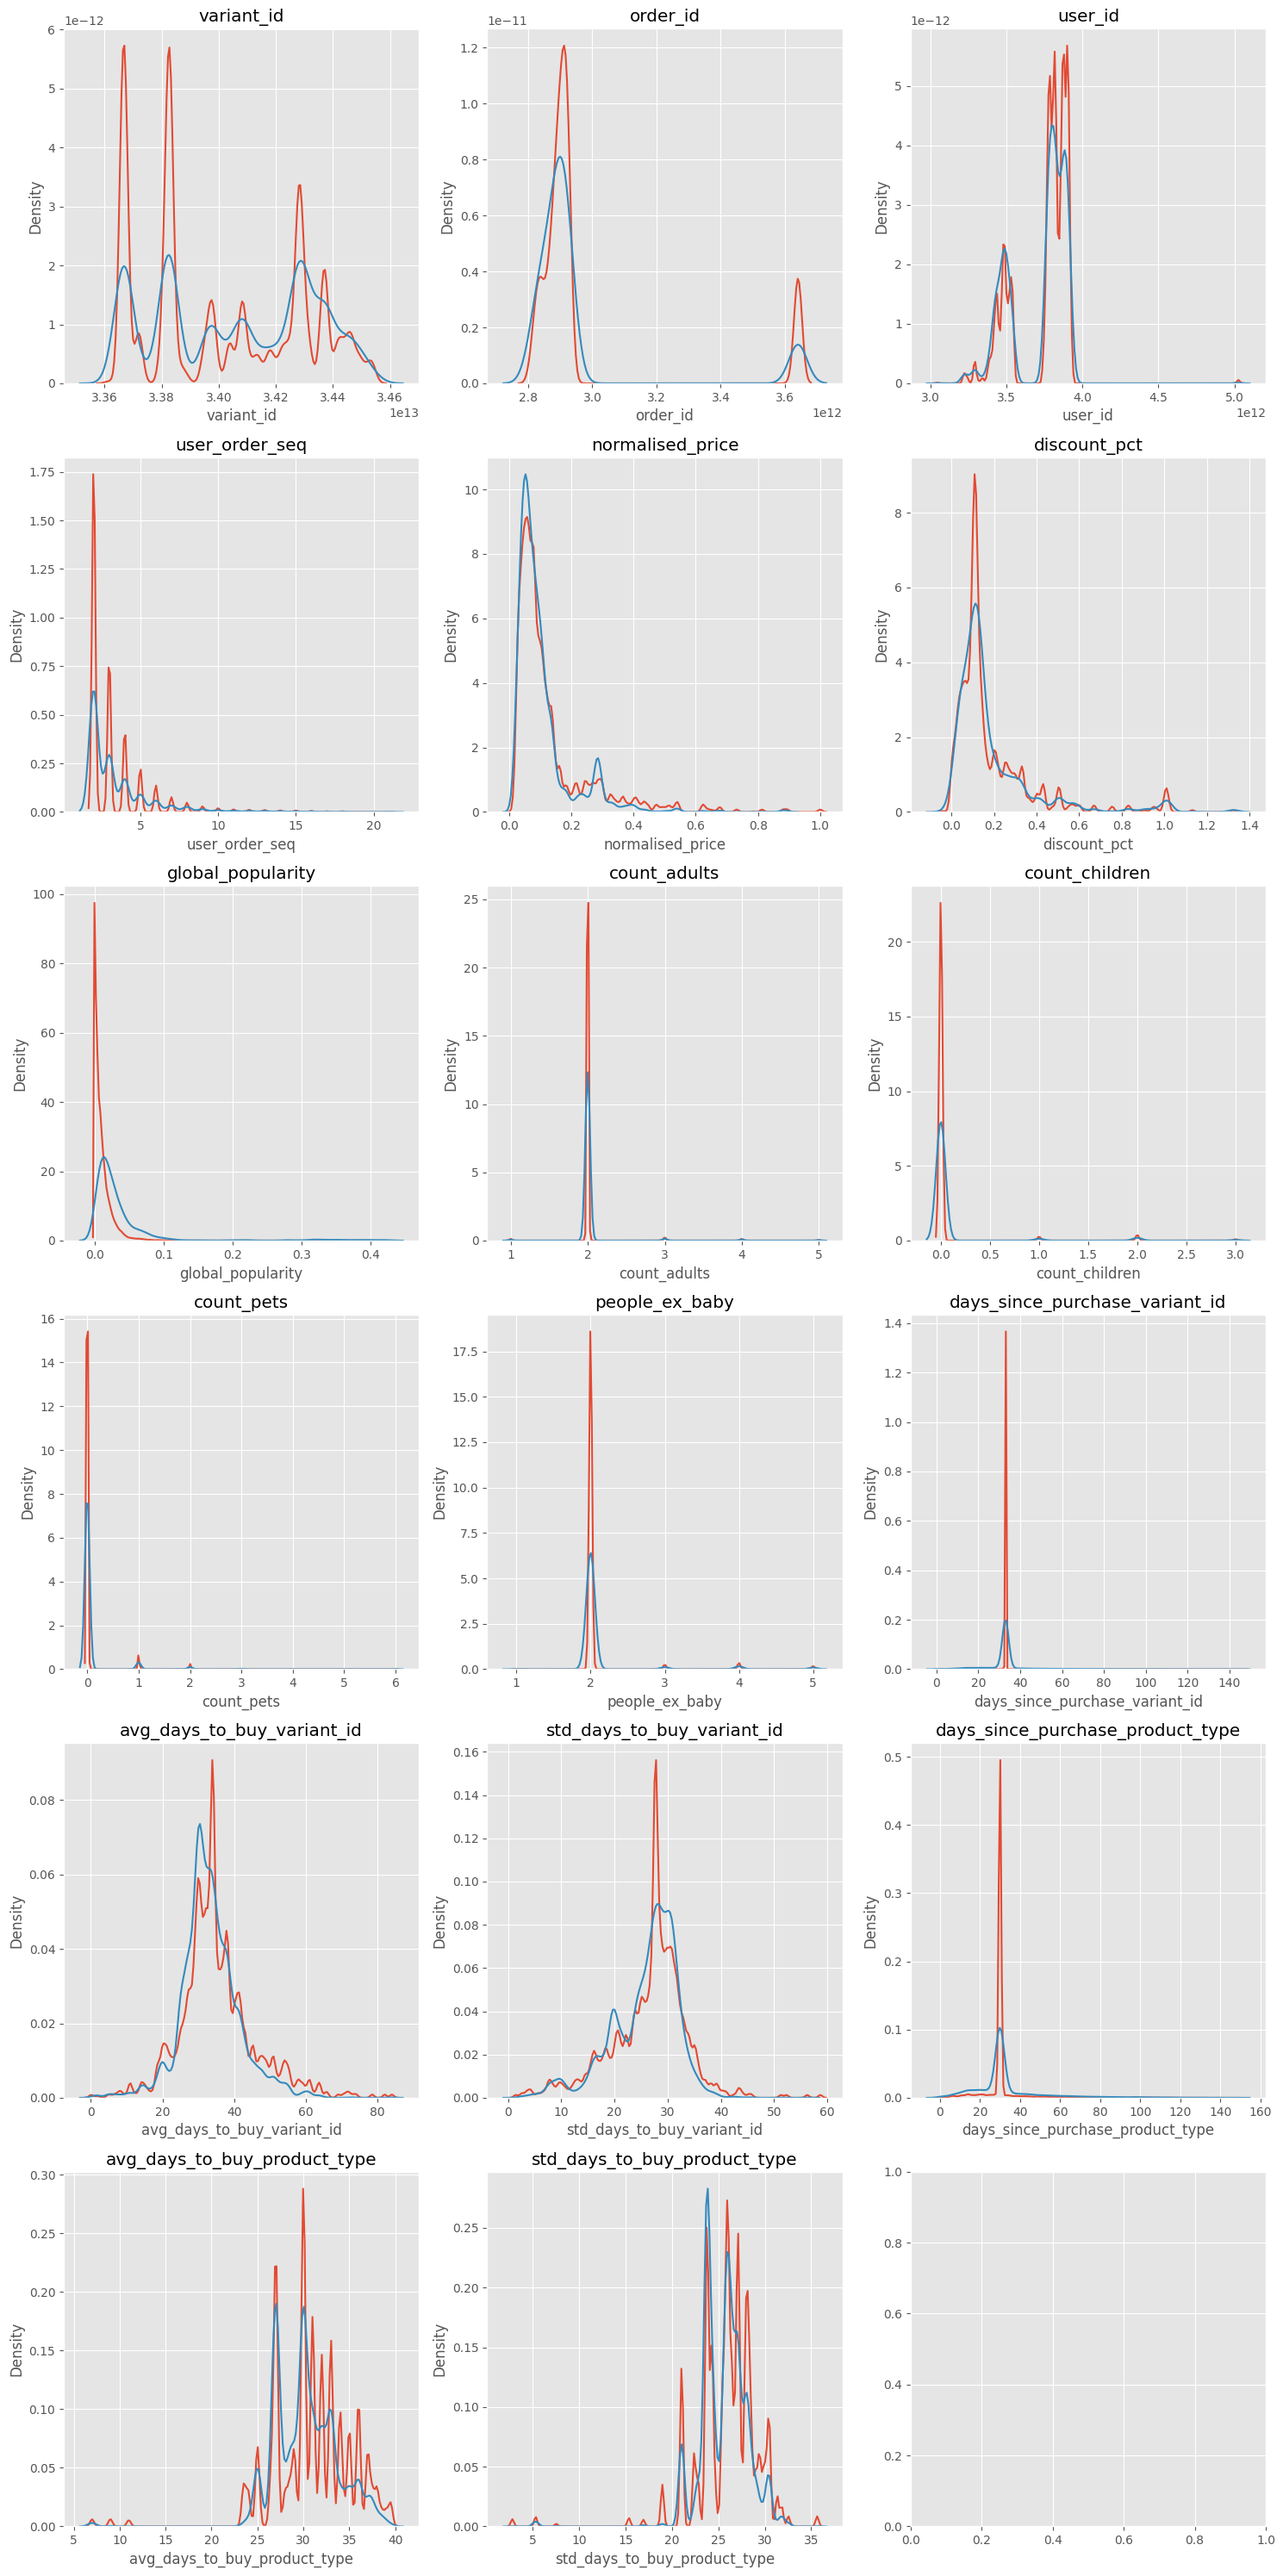 variant_id
1e−12
Density
6
5
4
3
2
1
0
3.36 3.38 3.40 3.42 3.44 3.46
1e13
variant_id
order_id
1e−11
Density
1.2
1.0
0.8
0.6
0.4
0.2
0.0
2.8 3.0 3.2 3.4 3.6
1e12
order_id
user_id
1e−12
Density
5
4
3
2
1
0
3.0 3.5 4.0 4.5 5.0
1e12
user_id
user_order_seq
Density
1.75
1.50
1.25
1.00
0.75
0.50
0.25
0.00
5 10 15 20
user_order_seq
normalised_price
Density
10
8
6
4
2
0
0.0 0.2 0.4 0.6 0.8 1.0
normalised_price
discount_pct
Density
8
6
4
2
0
0.0 0.2 0.4 0.6 0.8 1.0 1.2 1.4
discount_pct
global_popularity
Density
100
80
60
40
20
0
0.0 0.1 0.2 0.3 0.4
global_popularity
count_adults
Density
25
20
15
10
5
0
1 2 3 4 5
count_adults
count_children
Density
20
15
10
5
0
0.0 0.5 1.0 1.5 2.0 2.5 3.0
count_children
count_pets
Density
16
14
12
10
8
6
4
2
0
0 1 2 3 4 5 6
count_pets
people_ex_baby
Density
17.5
15.0
12.5
10.0
7.5
5.0
2.5
0.0
1 2 3 4 5
people_ex_baby
days_since_purchase_variant_id
Density
1.4
1.2
1.0
0.8
0.6
0.4
0.2
0.0
0 20 40 60 80 100 120 140
days_since_purchase_variant_id
avg_days_to_buy_variant_id
Density
0.08
0.06
0.04
0.02
0.00
0 20 40 60 80
avg_days_to_buy_variant_id
std_days_to_buy_variant_id
Density
0.16
0.14
0.12
0.10
0.08
0.06
0.04
0.02
0.00
0 10 20 30 40 50 60
std_days_to_buy_variant_id
days_since_purchase_product_type
Density
0.5
0.4
0.3
0.2
0.1
0.0
0 20 40 60 80 100 120 140 160
days_since_purchase_product_type
avg_days_to_buy_product_type
Density
0.30
0.25
0.20
0.15
0.10
0.05
0.00
5 10 15 20 25 30 35 40
avg_days_to_buy_product_type
std_days_to_buy_product_type
Density
0.25
0.20
0.15
0.10
0.05
0.00
5 10 15 20 25 30 35
std_days_to_buy_product_type
1.0
0.8
0.6
0.4
0.2
0.0
0.0 0.2 0.4 0.6 0.8 1.0